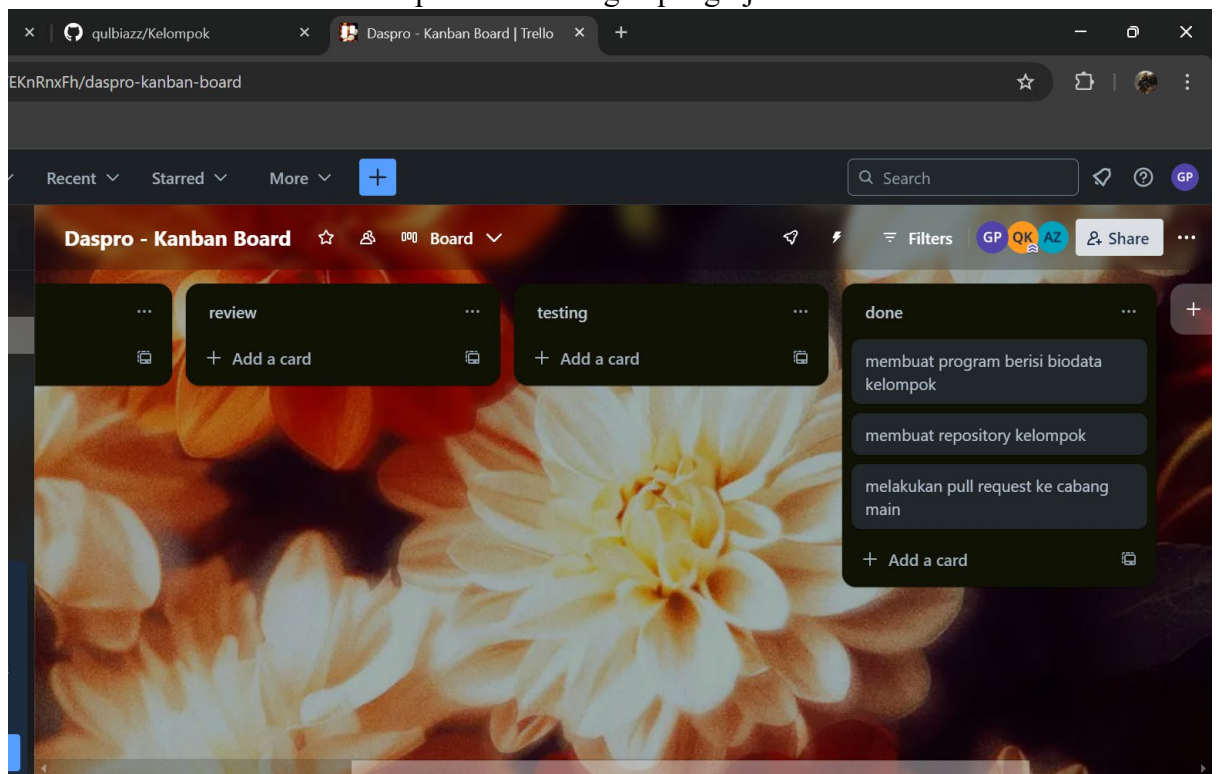 qulbiazz/Kelompok
Daspro - Kanban Board | Trello
EKnRnxFh/daspro-kanban-board
Recent
Starred
More
Search
GP
Daspro - Kanban Board
Board
Filters
GP
QK
AZ
Share
review
Add a card
testing
Add a card
done
membuat program berisi biodata
kelompok
membuat repository kelompok
melakukan pull request ke cabang
main
Add a card